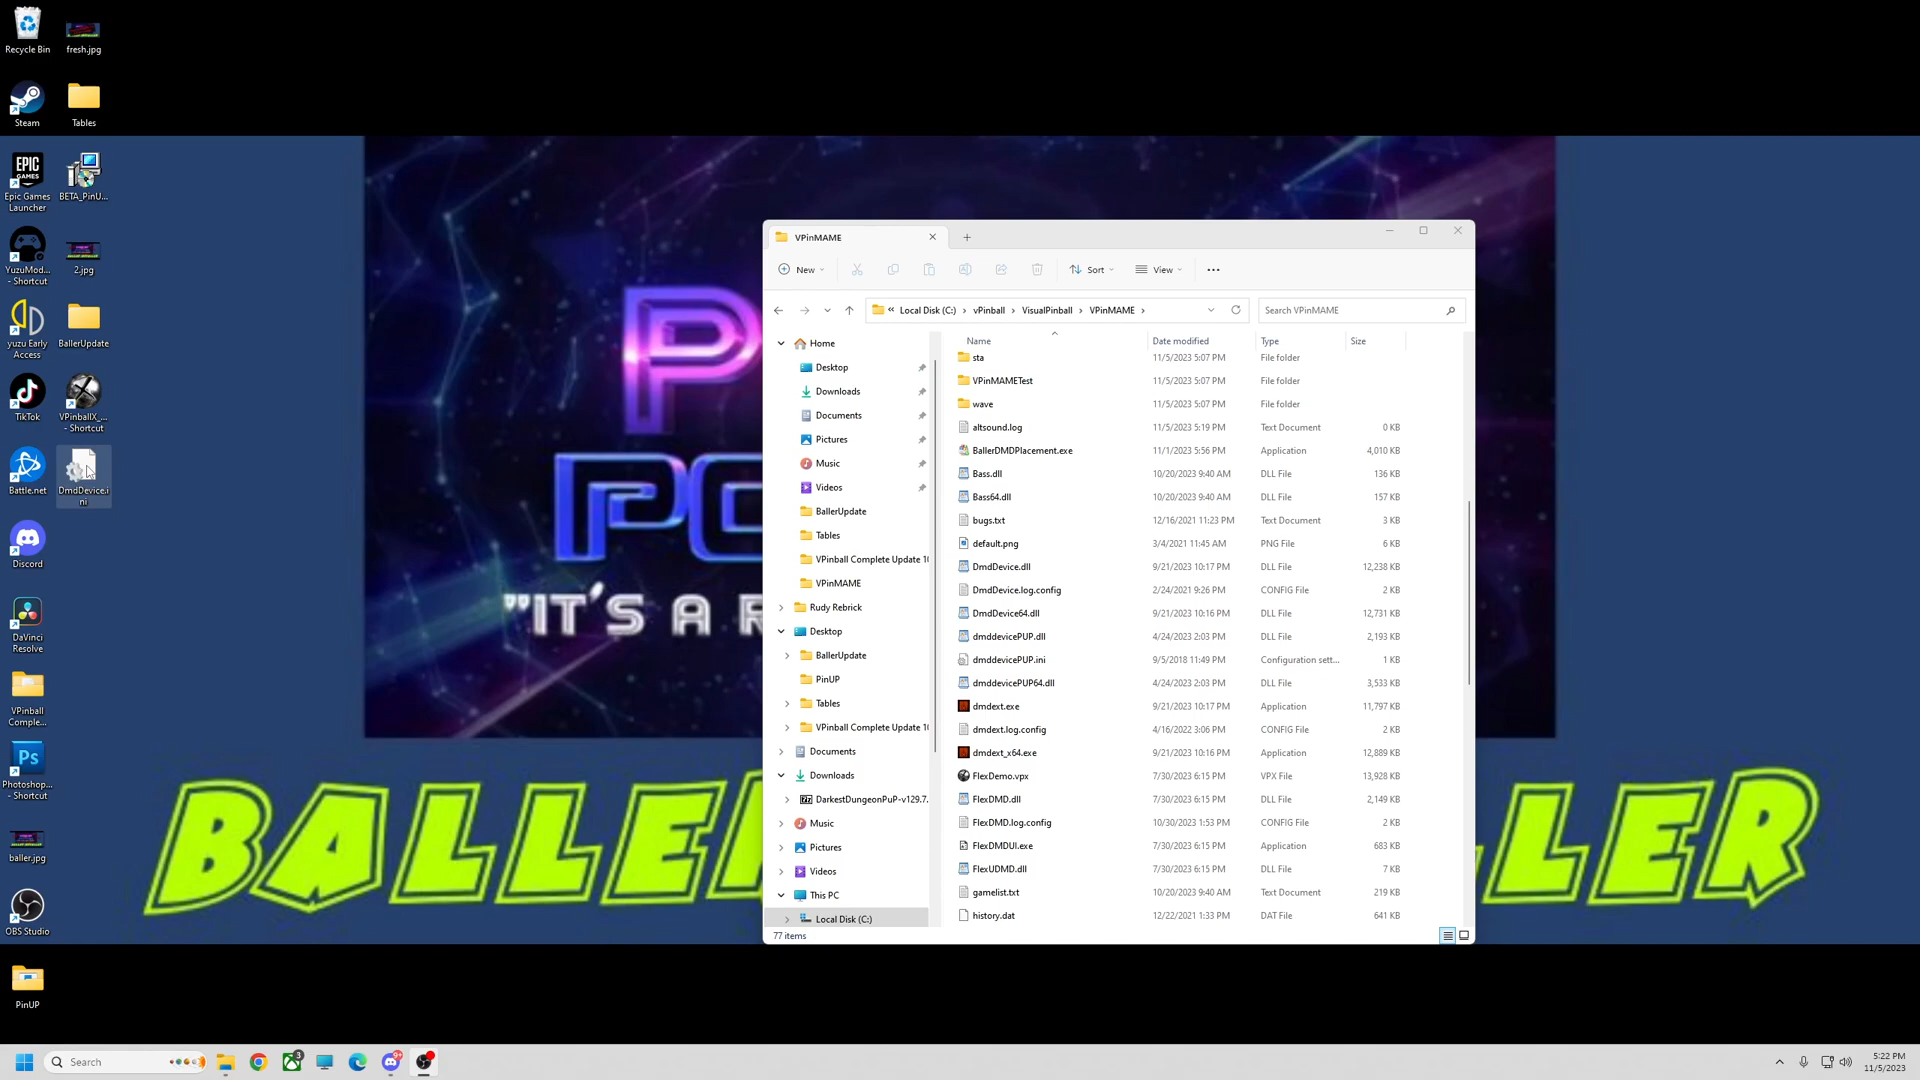 Recycle Bin
fresh.jpg
Steam
Tables
Epic Games
Launcher
BETA_PinU...
YuzuMod...
- Shortcut
2.jpg
yuzu Early
Access
BallerUpdate
TikTok
VPinballX_...
- Shortcut
Battle.net
DmdDevice.i
ni
Discord
DaVinci
Resolve
VPinball
Comple...
Photoshop...
- Shortcut
baller.jpg
OBS Studio
PinUP
"IT'S A R
BALLER
LER
VPinMAME
New
Sort
View
Local Disk (C:) > vPinball > VisualPinball > VPinMAME >
Search VPinMAME
Home
Desktop
Downloads
Documents
Pictures
Music
Videos
BallerUpdate
Tables
VPinball Complete Update 1(
VPinMAME
Rudy Rebrick
Desktop
BallerUpdate
PinUP
Tables
VPinball Complete Update 1(
Documents
Downloads
DarkestDungeonPuP-v129.7.
Music
Pictures
Videos
This PC
Local Disk (C:)
Name Date modified Type Size
sta 11/5/2023 5:07 PM File folder
VPinMAMETest 11/5/2023 5:07 PM File folder
wave 11/5/2023 5:07 PM File folder
altsound.log 11/5/2023 5:19 PM Text Document 0 KB
BallerDMDPlacement.exe 11/1/2023 5:56 PM Application 4,010 KB
Bass.dll 10/20/2023 9:40 AM DLL File 136 KB
Bass64.dll 10/20/2023 9:40 AM DLL File 157 KB
bugs.txt 12/16/2021 11:23 PM Text Document 3 KB
default.png 3/4/2021 11:45 AM PNG File 6 KB
DmdDevice.dll 9/21/2023 10:17 PM DLL File 12,238 KB
DmdDevice.log.config 2/24/2021 9:26 PM CONFIG File 2 KB
DmdDevice64.dll 9/21/2023 10:16 PM DLL File 12,731 KB
dmddevicePUP.dll 4/24/2023 2:03 PM DLL File 2,193 KB
dmddevicePUP.ini 9/5/2018 11:49 PM Configuration sett... 1 KB
dmddevicePUP64.dll 4/24/2023 2:03 PM DLL File 3,533 KB
dmdext.exe 9/21/2023 10:17 PM Application 11,797 KB
dmdext.log.config 4/16/2022 3:06 PM CONFIG File 2 KB
dmdext_x64.exe 9/21/2023 10:16 PM Application 12,889 KB
FlexDemo.vpx 7/30/2023 6:15 PM VPX File 13,928 KB
FlexDMD.dll 7/30/2023 6:15 PM DLL File 2,149 KB
FlexDMD.log.config 10/30/2023 1:53 PM CONFIG File 2 KB
FlexDMDUI.exe 7/30/2023 6:15 PM Application 683 KB
FlexUDMD.dll 7/30/2023 6:15 PM DLL File 7 KB
gamelist.txt 10/20/2023 9:40 AM Text Document 219 KB
history.dat 12/22/2021 1:33 PM DAT File 641 KB
77 items
Search
3
9+
5:22 PM
11/5/2023